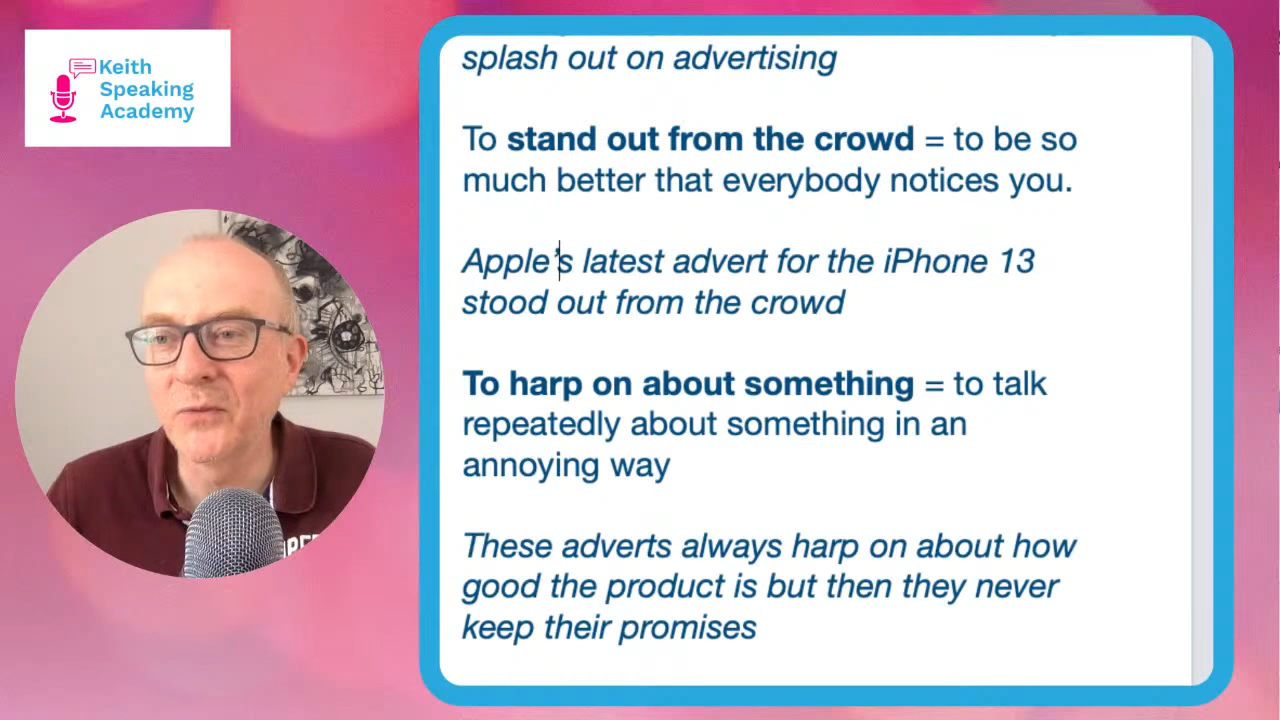 Keith
Speaking
Academy
splash out on advertising
To stand out from the crowd = to be so
much better that everybody notices you.
Apple's latest advert for the iPhone 13
stood out from the crowd
To harp on about something = to talk
repeatedly about something in an
annoying way
These adverts always harp on about how
good the product is but then they never
keep their promises